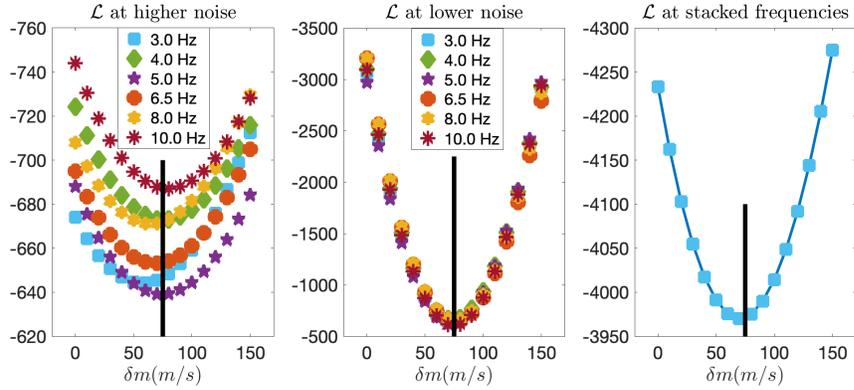 ℒ at higher noise
-760
-740
-720
-700
-680
-660
-640
-620
0 50 100 150
δm(m/s)
3.0 Hz
4.0 Hz
5.0 Hz
6.5 Hz
8.0 Hz
10.0 Hz
ℒ at lower noise
-3500
-3000
-2500
-2000
-1500
-1000
-500
0 50 100 150
δm(m/s)
3.0 Hz
4.0 Hz
5.0 Hz
6.5 Hz
8.0 Hz
10.0 Hz
ℒ at stacked frequencies
-4300
-4250
-4200
-4150
-4100
-4050
-4000
-3950
0 50 100 150
δm(m/s)